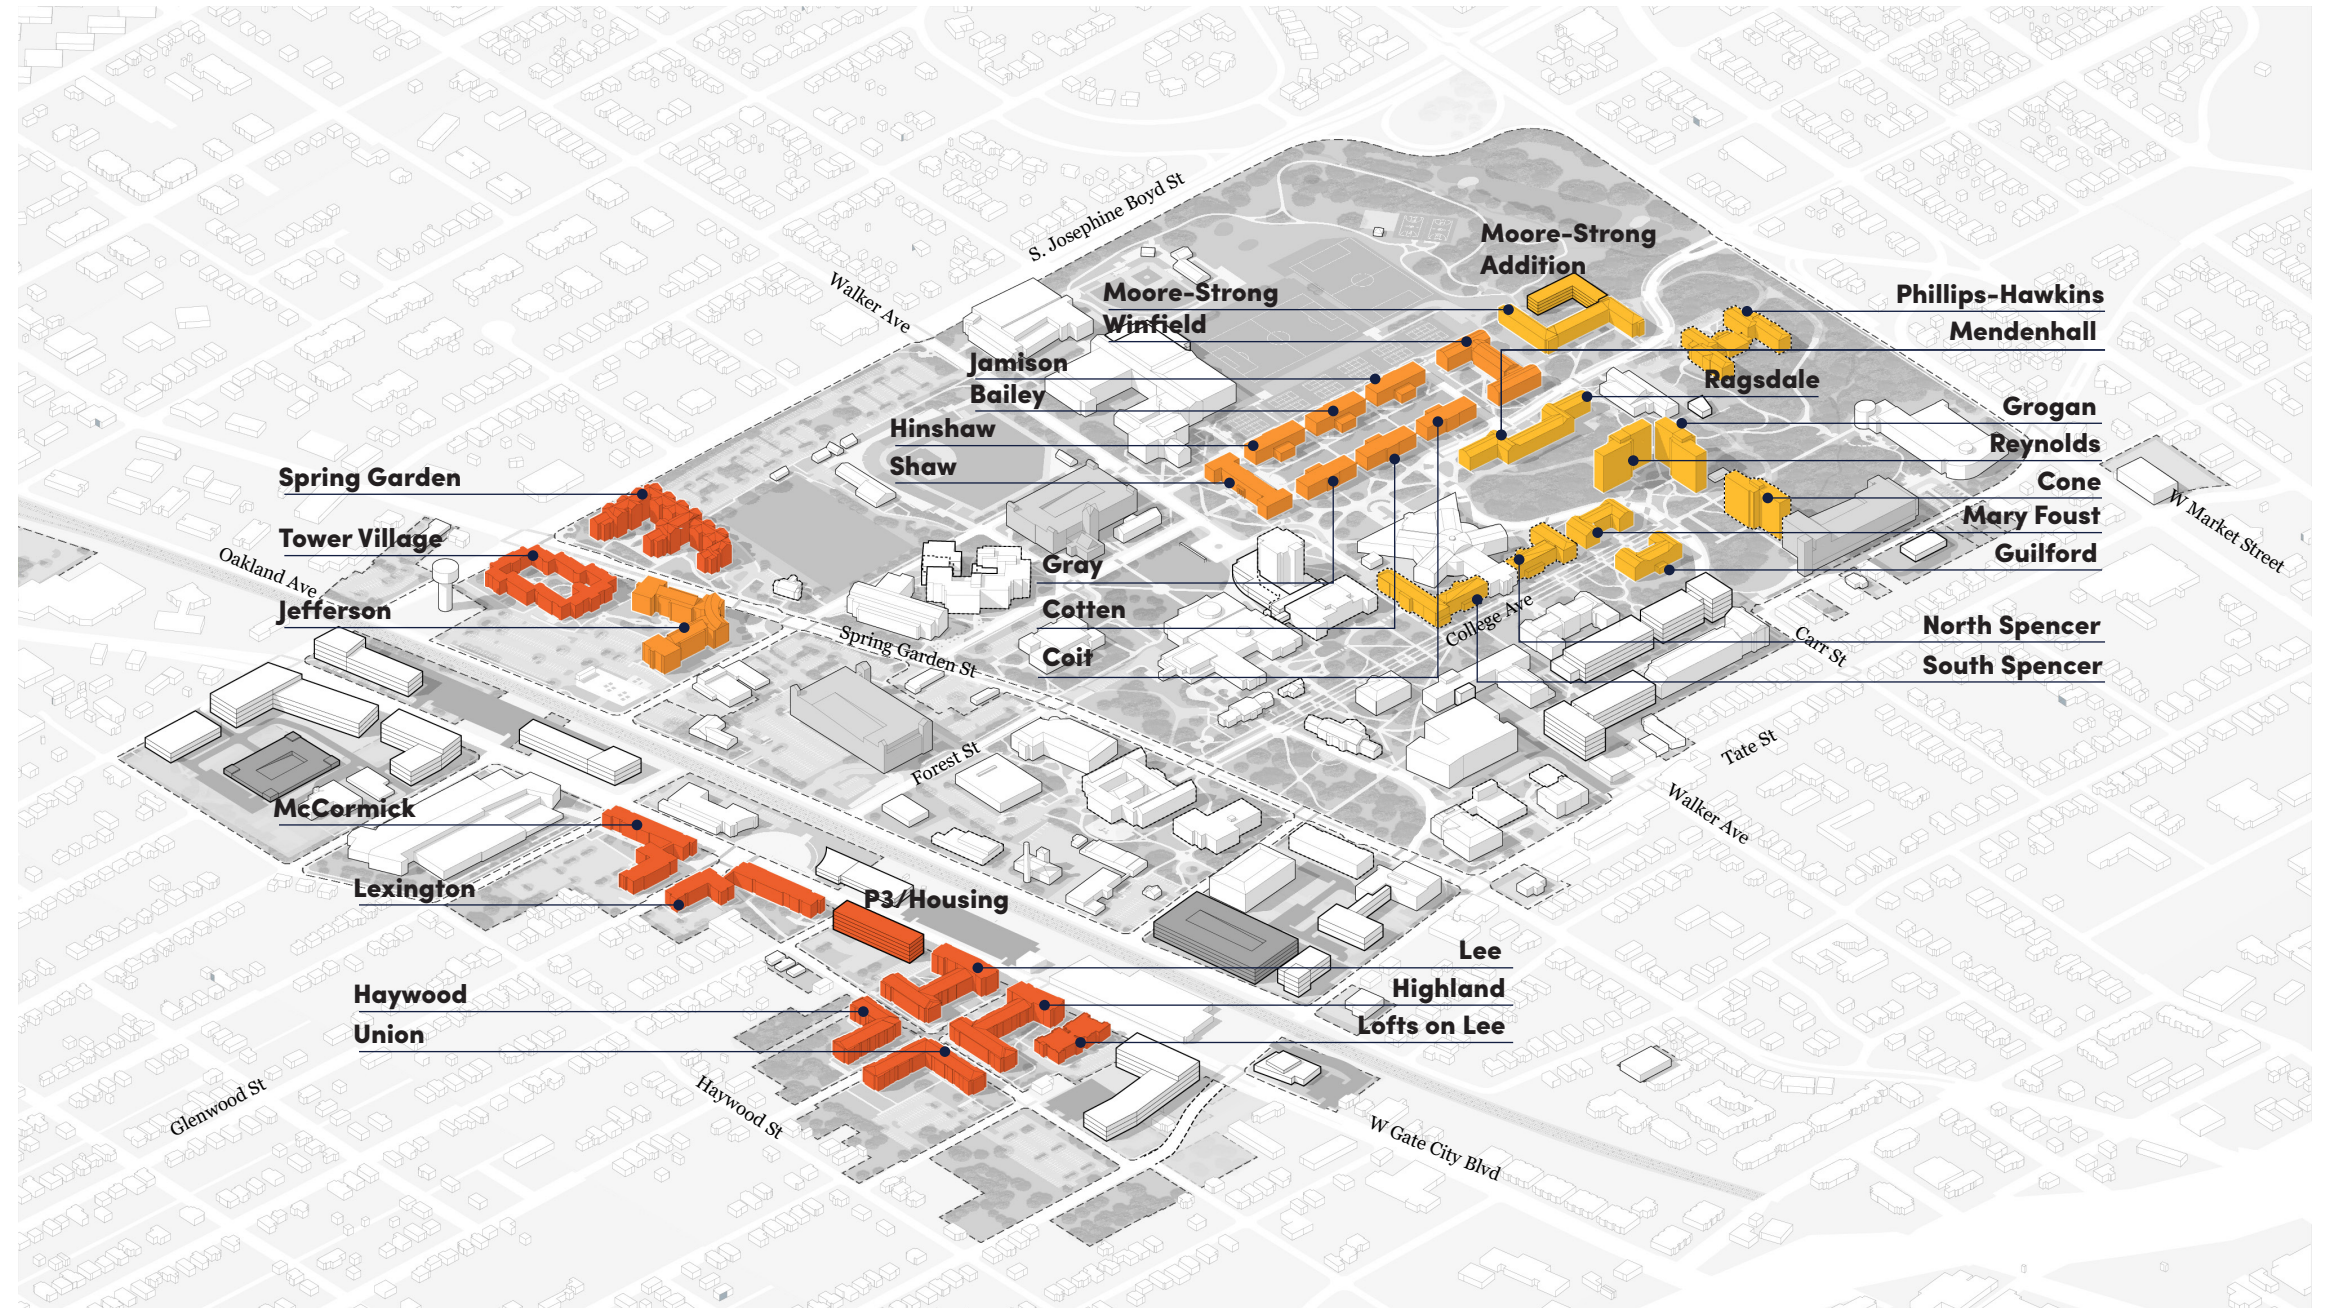 S. Josephine Boyd St
Walker Ave
Moore-Strong
Addition
Moore-Strong
Winfield
Phillips-Hawkins
Mendenhall
Jamison
Bailey
Ragsdale
Grogan
Hinshaw
Shaw
Reynolds
Spring Garden
Cone
W Market Street
Mary Foust
Tower Village
Guilford
Oakland Ave
Gray
Jefferson
Cotten
College Ave
North Spencer
Spring Garden St
Carr St
Coit
South Spencer
Forest St
Tate St
McCormick
Walker Ave
Lexington
P3/Housing
Lee
Haywood
Highland
Union
Lofts on Lee
Glenwood St
Haywood St
W Gate City Blvd